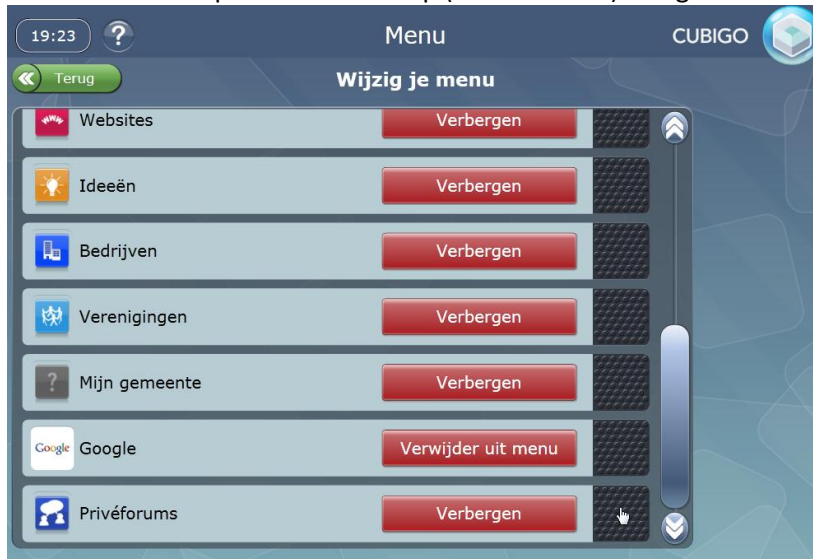 19:23 ? Menu CUBIGO
Terug Wijzig je menu
www Websites Verbergen
Ideeën Verbergen
Bedrijven Verbergen
Verenigingen Verbergen
? Mijn gemeente Verbergen
Google Google Verwijder uit menu
Privéforums Verbergen